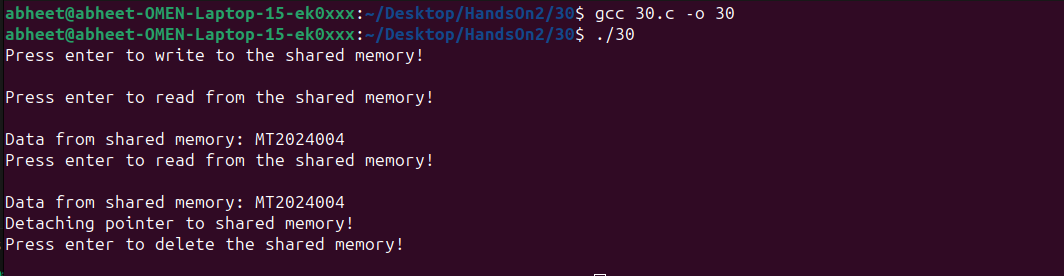 abheet@abheet-OMEN-Laptop-15-ek0xxx:~/Desktop/HandsOn2/30$ gcc 30.c -o 30
abheet@abheet-OMEN-Laptop-15-ek0xxx:~/Desktop/HandsOn2/30$ ./30
Press enter to write to the shared memory!
Press enter to read from the shared memory!
Data from shared memory: MT2024004
Press enter to read from the shared memory!
Data from shared memory: MT2024004
Detaching pointer to shared memory!
Press enter to delete the shared memory!